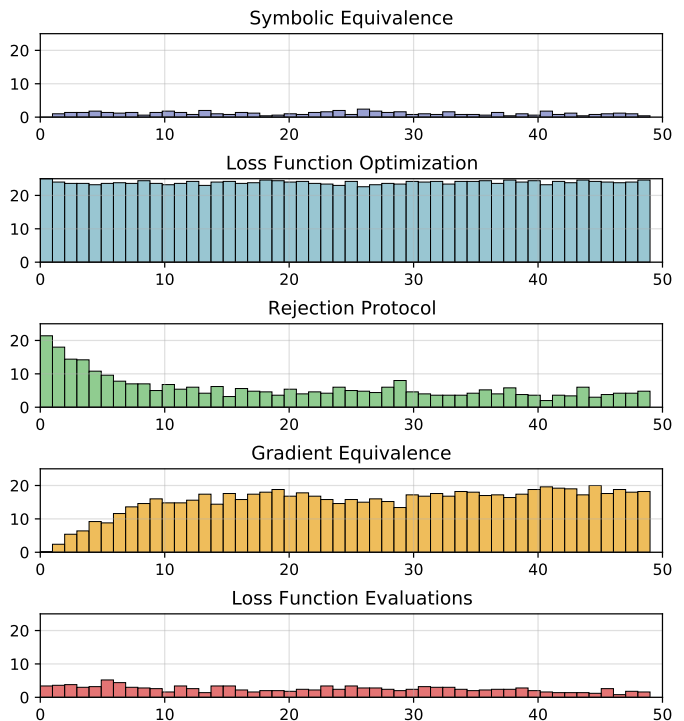 Symbolic Equivalence
20
10
0
0 10 20 30 40 50
Loss Function Optimization
20
10
0
0 10 20 30 40 50
Rejection Protocol
20
10
0
0 10 20 30 40 50
Gradient Equivalence
20
10
0
0 10 20 30 40 50
Loss Function Evaluations
20
10
0
0 10 20 30 40 50